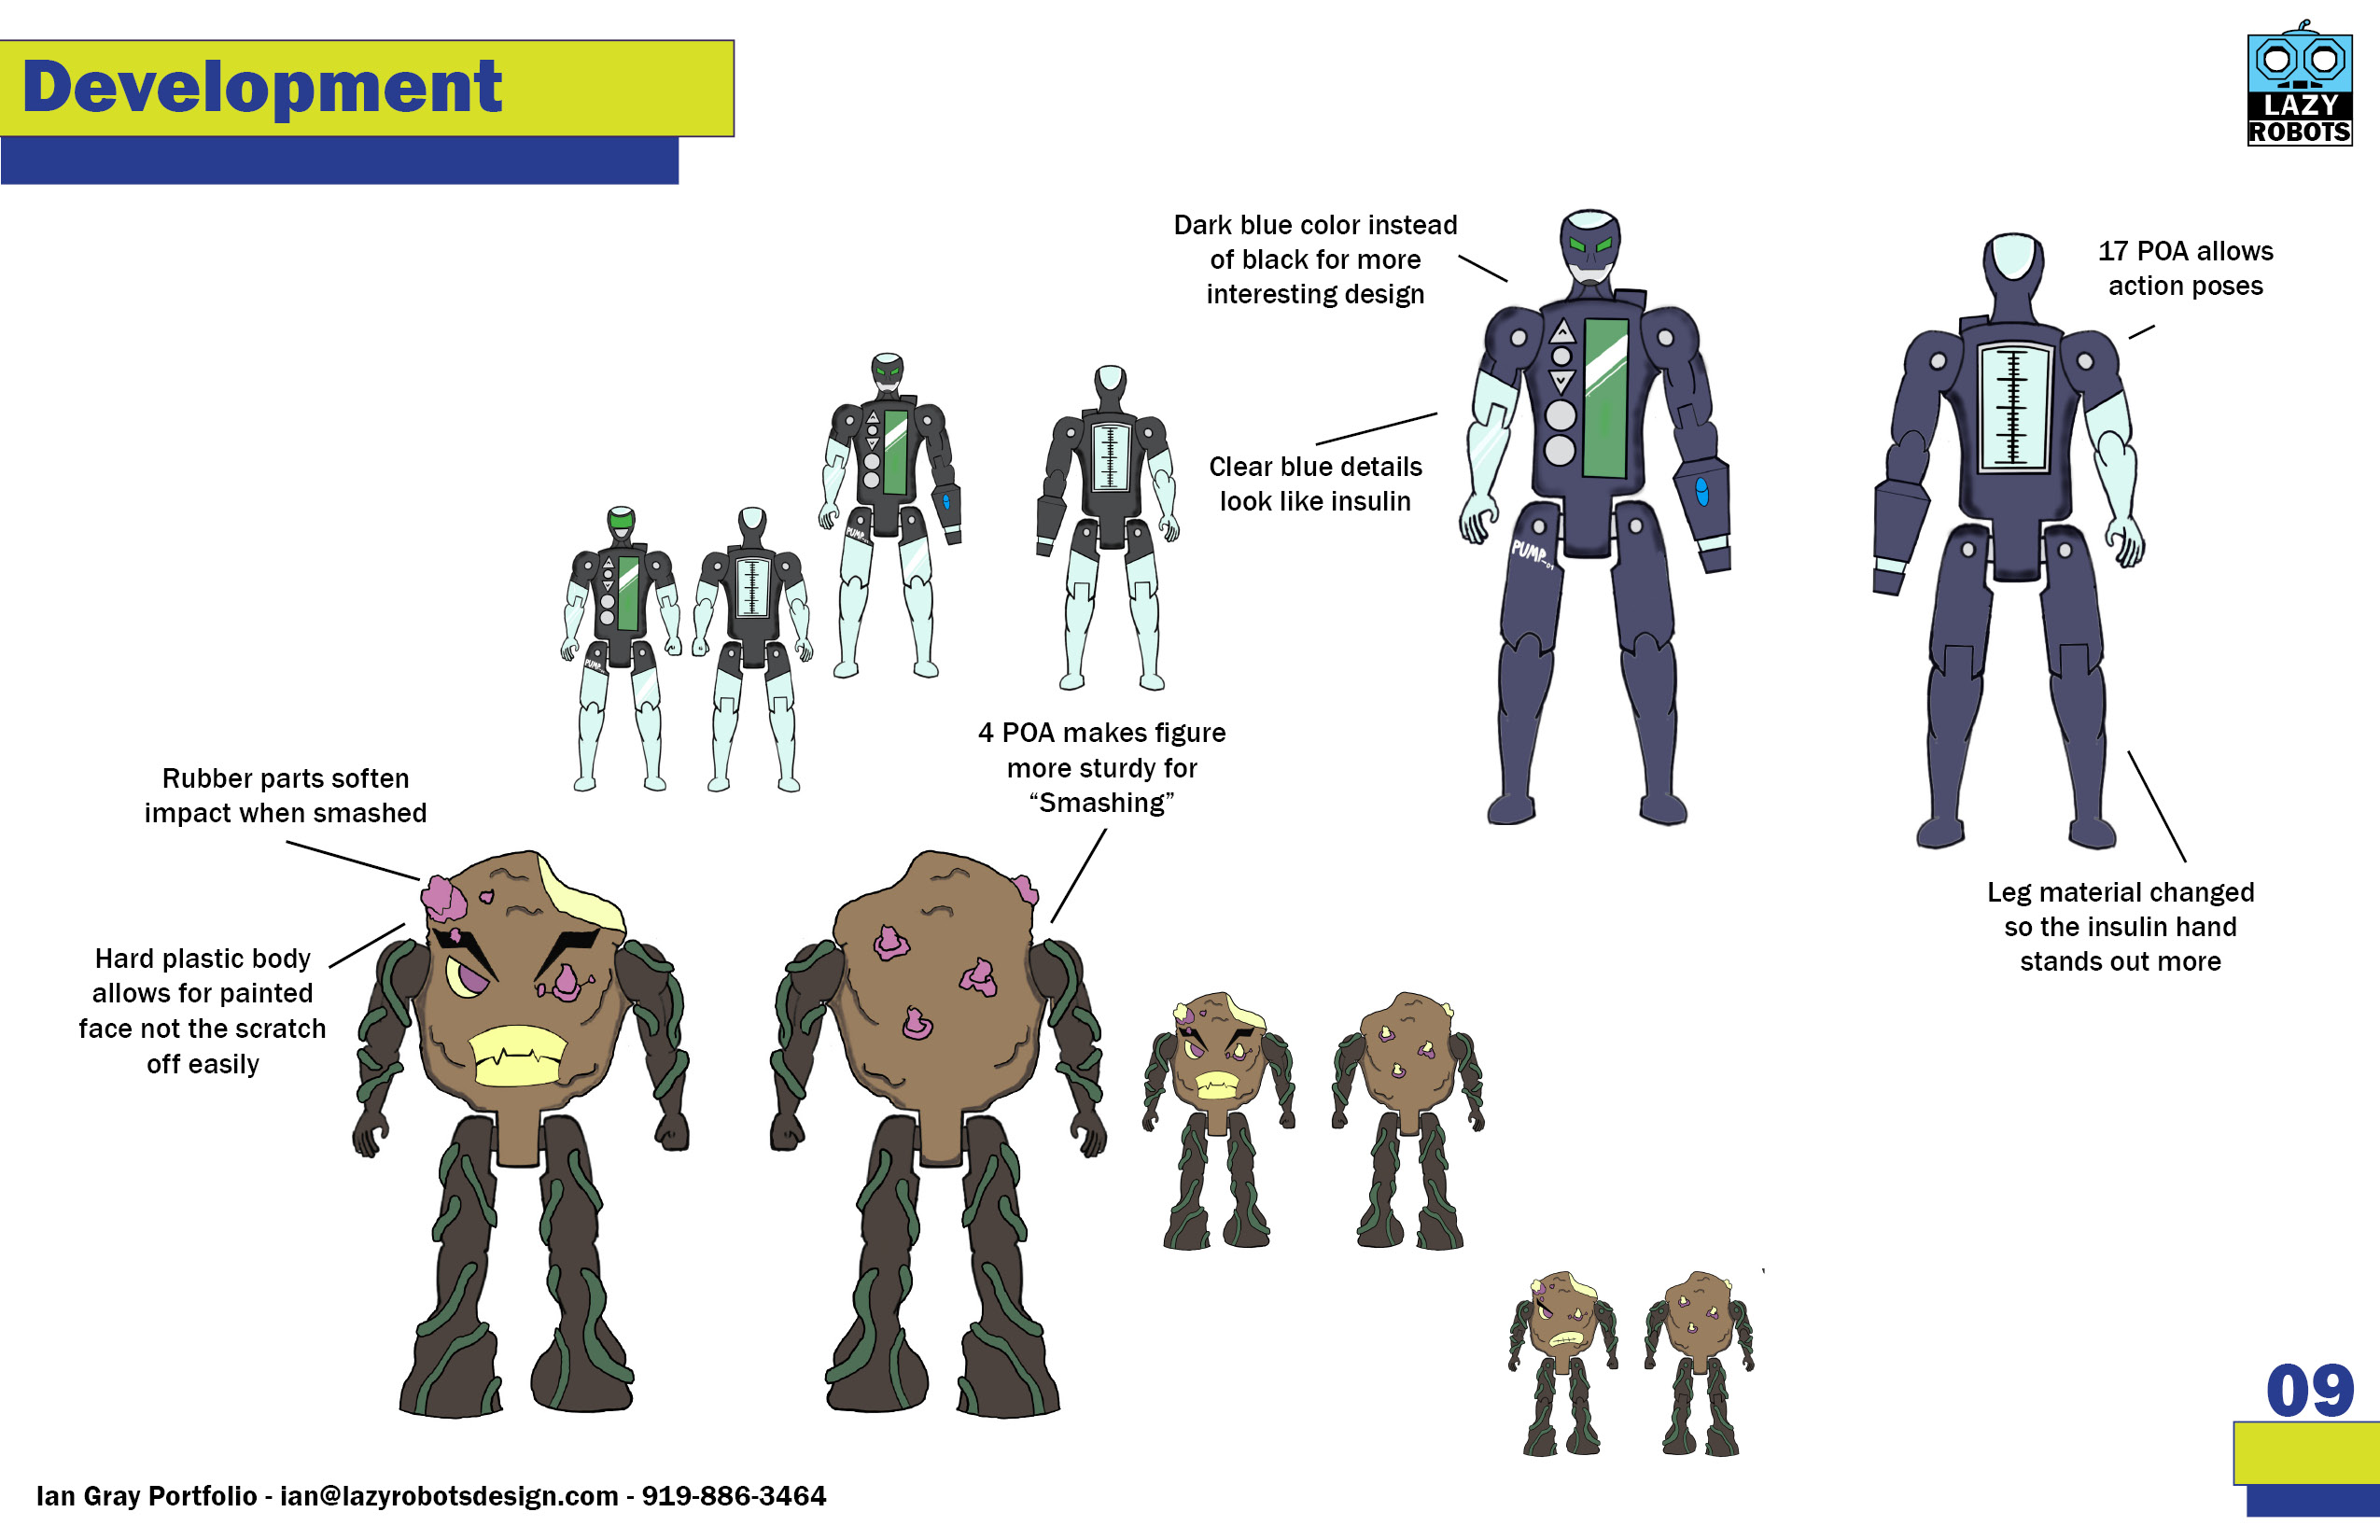 Development
LAZY
ROBOTS
Dark blue color instead
of black for more
interesting design
17 POA allows
action poses
Clear blue details
look like insulin
PUMP
PUMP
PUMP-01
4 POA makes figure
more sturdy for
“Smashing”
Rubber parts soften
impact when smashed
Hard plastic body
allows for painted
face not the scratch
off easily
Leg material changed
so the insulin hand
stands out more
09
Ian Gray Portfolio - ian@lazyrobotsdesign.com - 919-886-3464